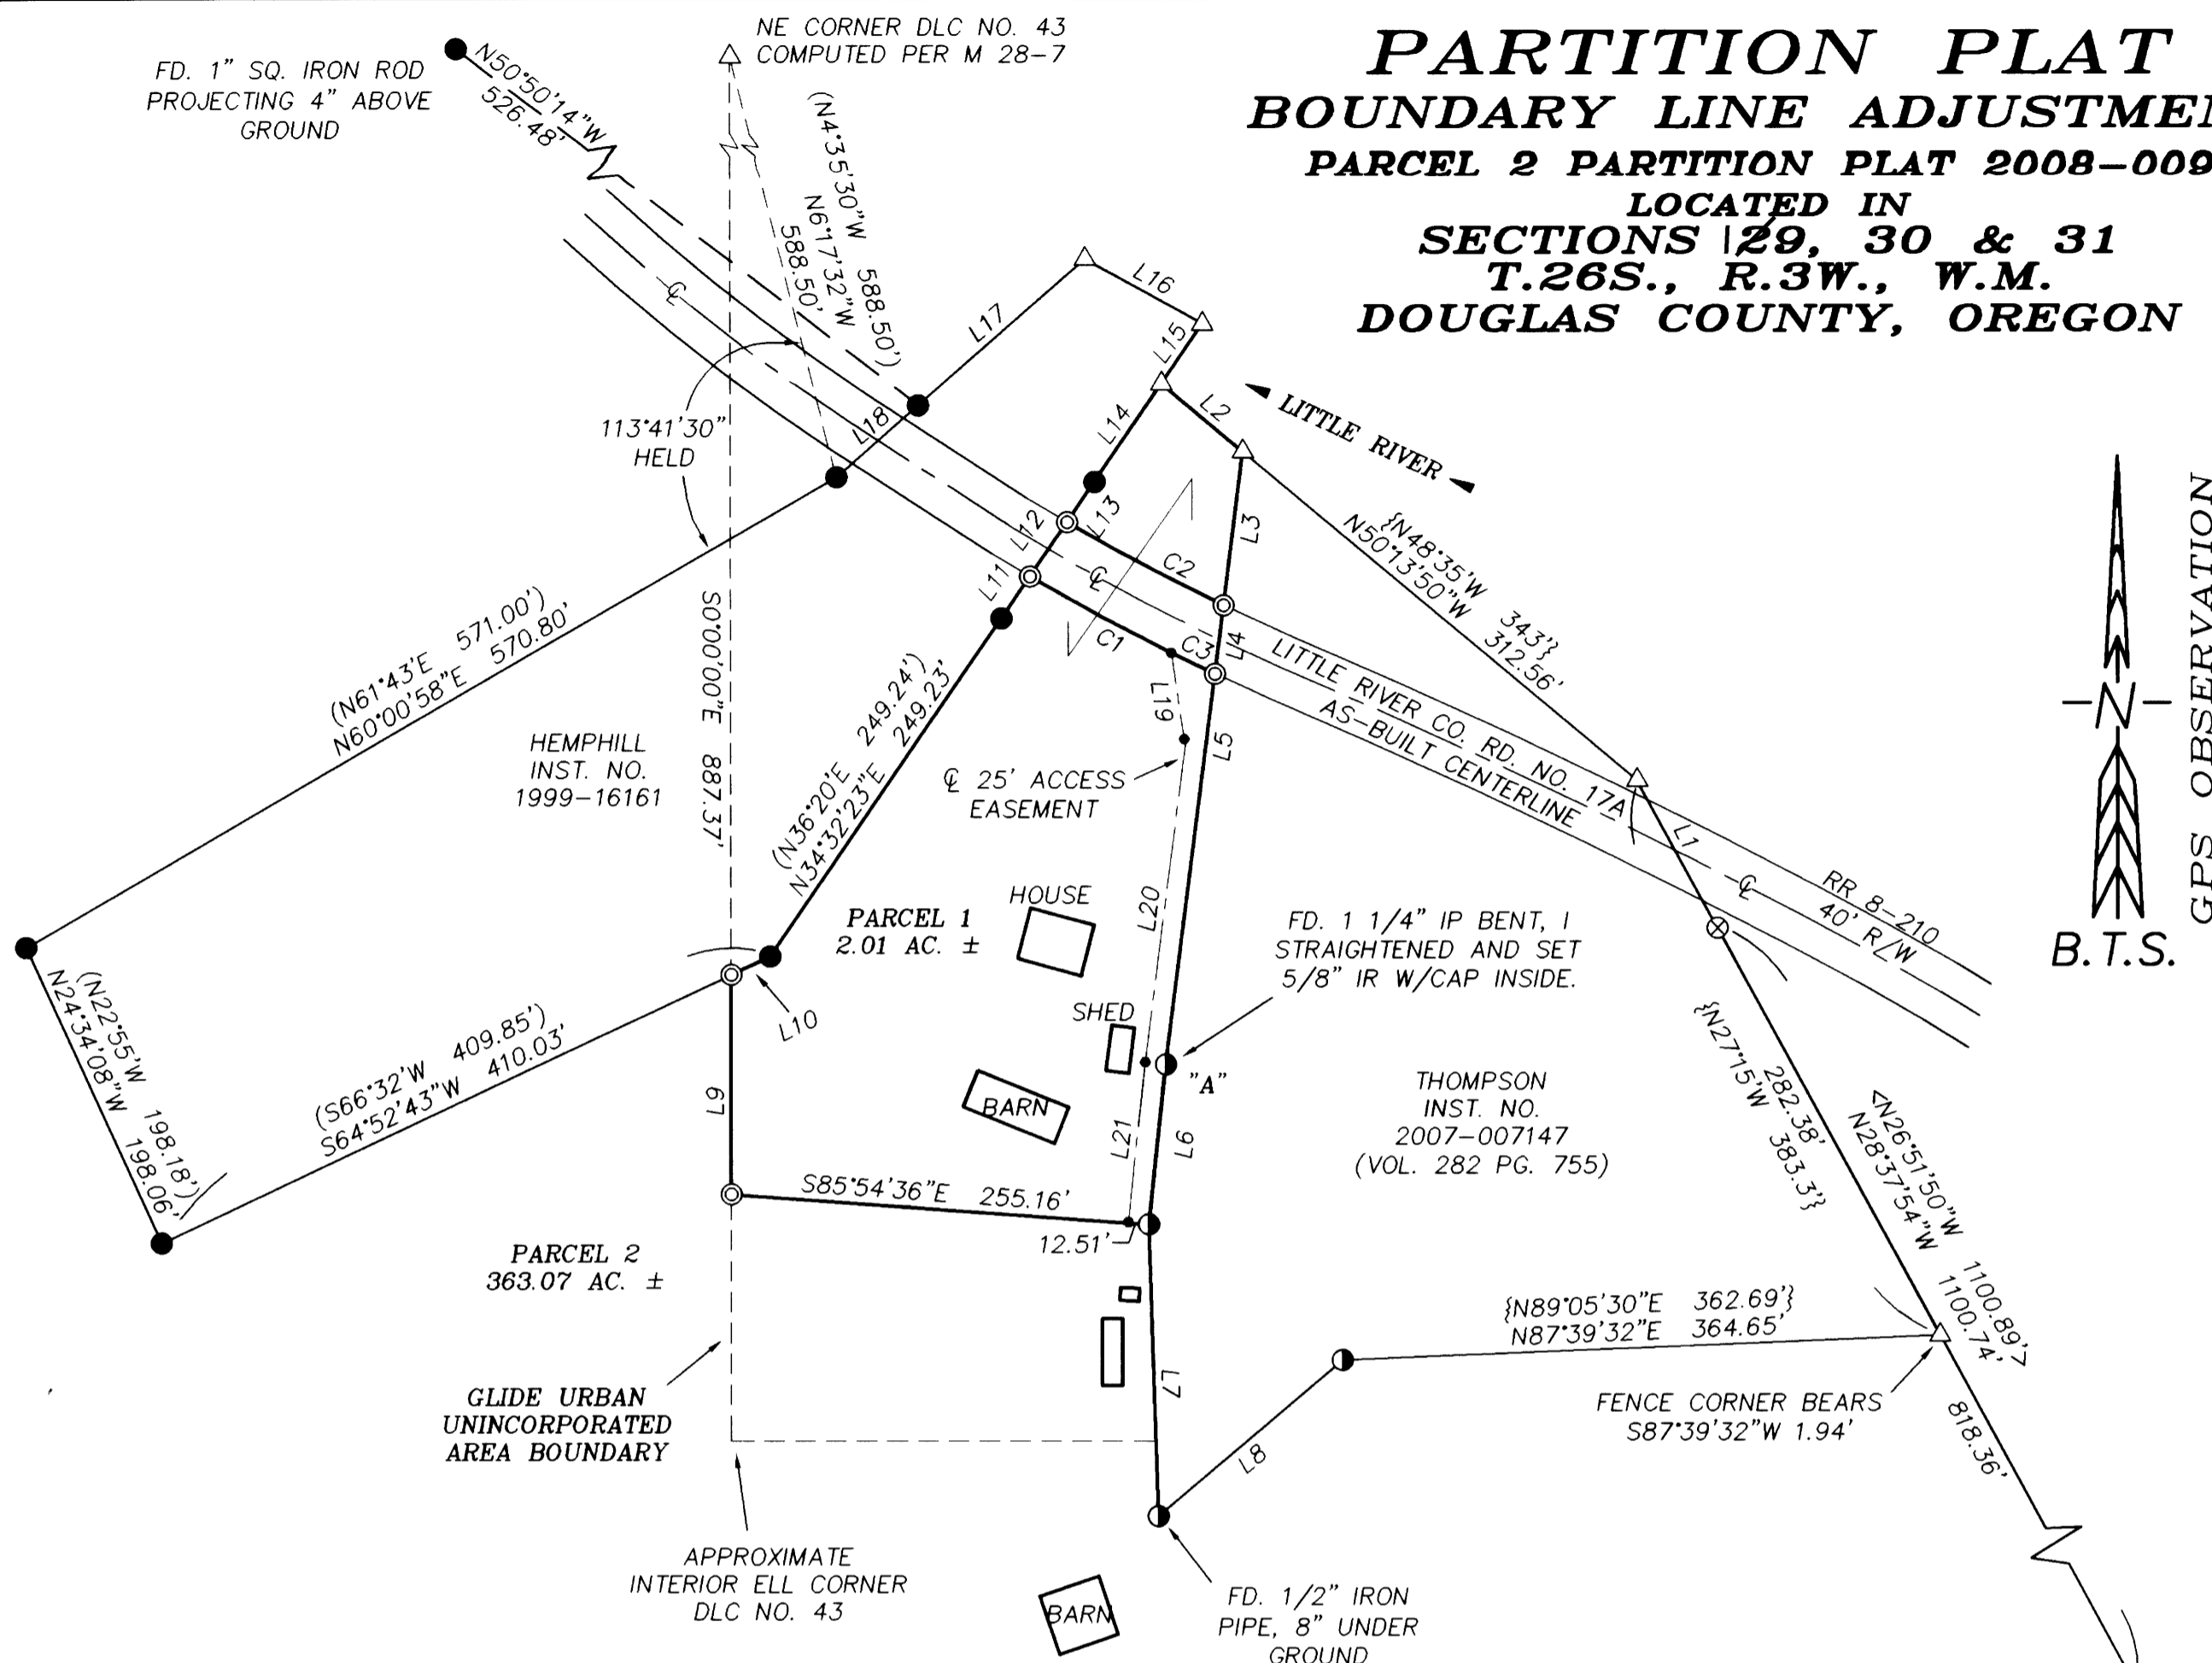 PARTITION PLAT
BOUNDARY LINE ADJUSTME
PARCEL 2 PARTITION PLAT 2008-009
LOCATED IN
SECTIONS 29, 30 & 31
T.26S., R.3W., W.M.
DOUGLAS COUNTY, OREGON
NE CORNER DLC NO. 43
COMPUTED PER M 28-7
FD. 1" SQ. IRON ROD
PROJECTING 4" ABOVE
GROUND
N50°50'14"W
526.48'
(N4°35'30"W 588.50')
N6°17'32"W
588.50'
L16
L17
L15
L2
L14
L18
LITTLE RIVER
113°41'30"
HELD
℄
L12
L13
L3
C2
℄
L11
C1
C3
L4
{N48°35'W 343'}
N50°13'50"W 312.56'
LITTLE RIVER CO. RD. NO. 17A
AS-BUILT CENTERLINE
L1
℄
RR 8-210
40' R/W
-N-
B.T.S.
GPS OBSERVATION
(N61°43'E 571.00')
N60°00'58"E 570.80'
S0°00'00"E 887.37'
HEMPHILL
INST. NO.
1999-16161
(N36°20'E 249.24')
N34°32'23"E 249.23'
L19
L5
℄ 25' ACCESS
EASEMENT
L20
HOUSE
PARCEL 1
2.01 AC. ±
FD. 1 1/4" IP BENT, I
STRAIGHTENED AND SET
5/8" IR W/CAP INSIDE.
SHED
L10
"A"
BARN
(N22°55'W 198.18')
N24°34'08"W 198.06'
(S66°32'W 409.85')
S64°52'43"W 410.03'
L9
L21
L6
THOMPSON
INST. NO.
2007-007147
(VOL. 282 PG. 755)
{N27°15'W 383.3'}
282.38'
<N26°51'50"W 1100.89'>
N28°37'54"W 1100.74'
S85°54'36"E 255.16'
12.51'
PARCEL 2
363.07 AC. ±
{N89°05'30"E 362.69'}
N87°39'32"E 364.65'
L7
FENCE CORNER BEARS
S87°39'32"W 1.94'
818.36'
GLIDE URBAN
UNINCORPORATED
AREA BOUNDARY
L8
APPROXIMATE
INTERIOR ELL CORNER
DLC NO. 43
BARN
FD. 1/2" IRON
PIPE, 8" UNDER
GROUND